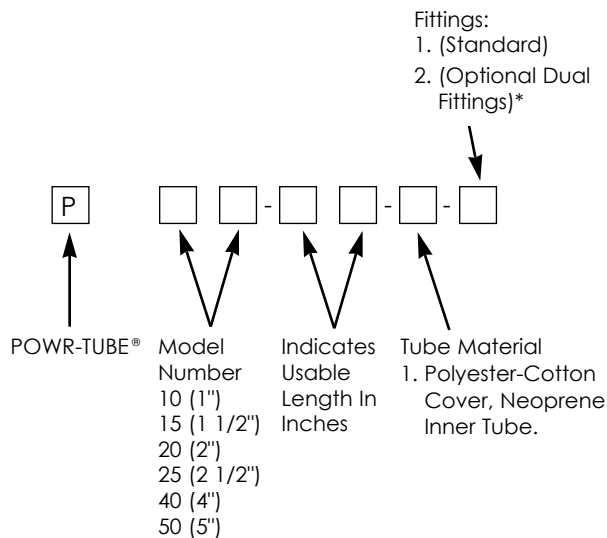 Fittings:
1. (Standard)
2. (Optional Dual
Fittings)*
P - - -
POWR-TUBE®
Model
Number
10 (1")
15 (1 1/2")
20 (2")
25 (2 1/2")
40 (4")
50 (5")
Indicates
Usable
Length In
Inches
Tube Material
1. Polyester-Cotton
Cover, Neoprene
Inner Tube.